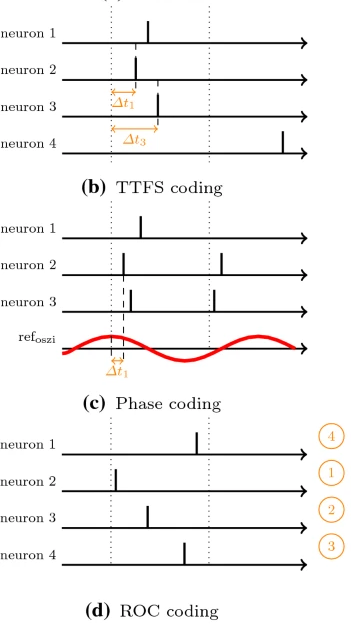 neuron 1
neuron 2
Δt₁
neuron 3
Δt₃
neuron 4
(b) TTFS coding
neuron 1
neuron 2
neuron 3
ref_oszi
Δt₁
(c) Phase coding
neuron 1 4
neuron 2 1
neuron 3 2
neuron 4 3
(d) ROC coding